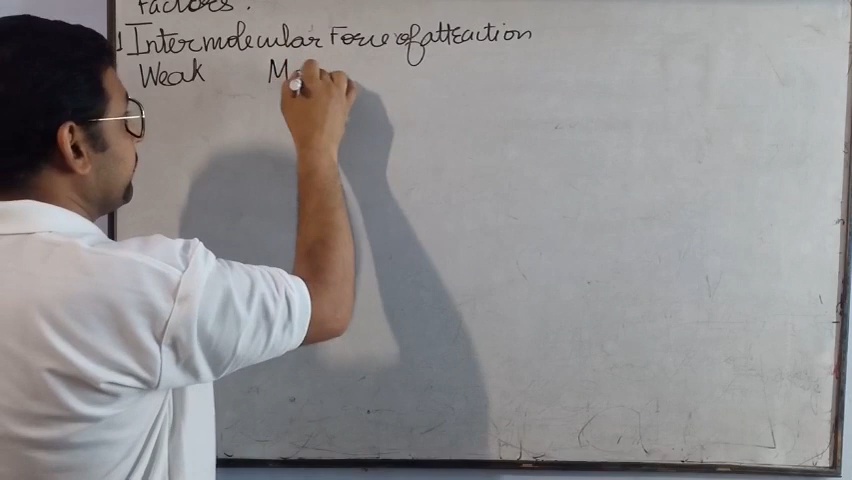 Factors:
1 Intermolecular Force of attraction
Weak M